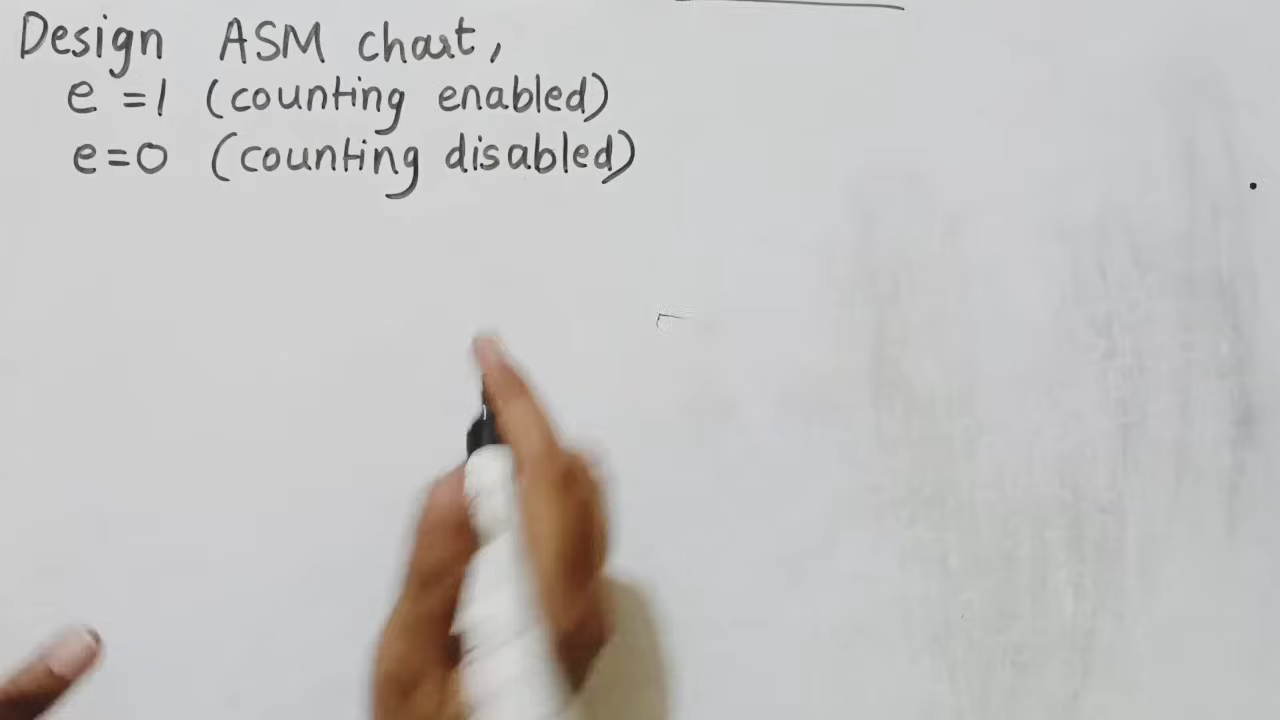 Design ASM chart,
e = 1 (counting enabled)
e = 0 (counting disabled)